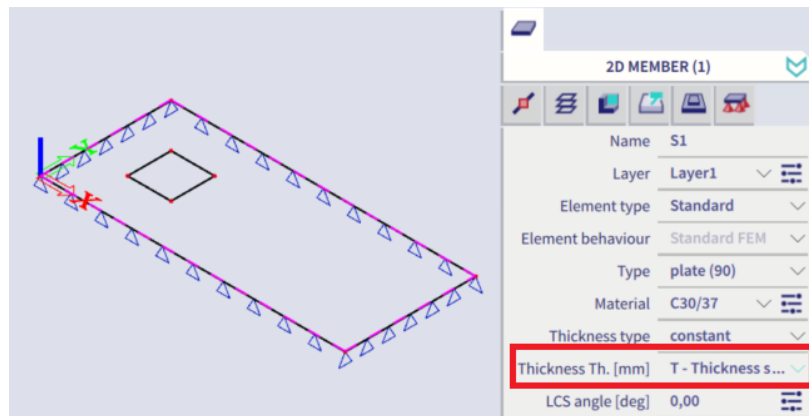 2D MEMBER (1)
Name S1
Layer Layer1
Element type Standard
Element behaviour Standard FEM
Type plate (90)
Material C30/37
Thickness type constant
Thickness Th. [mm] T - Thickness s...
LCS angle [deg] 0,00
X